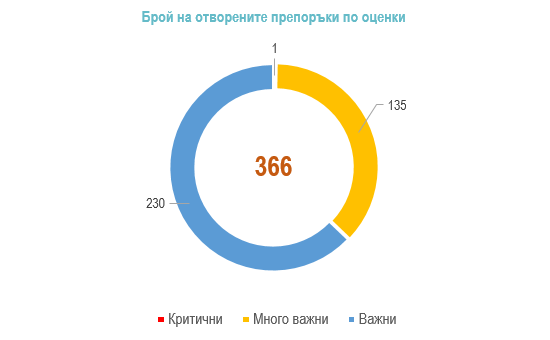 Брой на отворените препоръки по оценки
1
135
366
230
Критични Много важни Важни